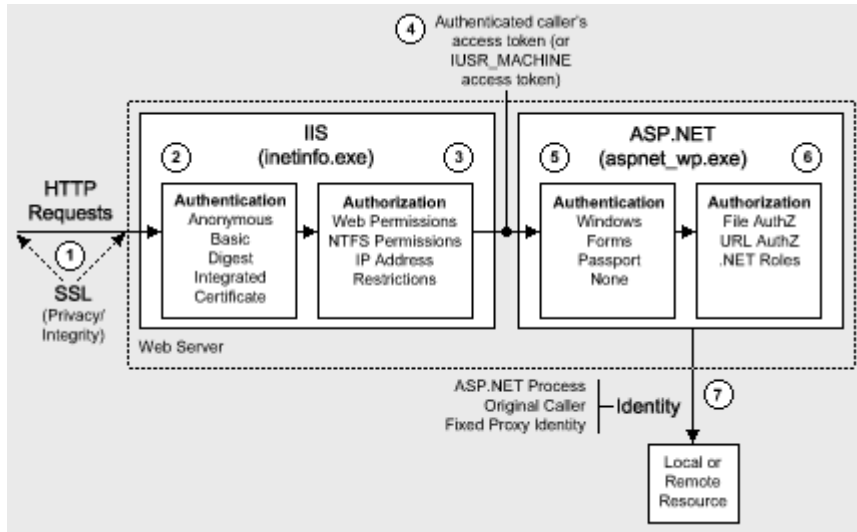 4
Authenticated caller's
access token (or
IUSR_MACHINE
access token)
IIS
(inetinfo.exe)
2
3
ASP.NET
(aspnet_wp.exe)
5
6
HTTP
Requests
1
SSL
(Privacy/
Integrity)
Authentication
Anonymous
Basic
Digest
Integrated
Certificate
Authorization
Web Permissions
NTFS Permissions
IP Address
Restrictions
Authentication
Windows
Forms
Passport
None
Authorization
File AuthZ
URL AuthZ
.NET Roles
Web Server
ASP.NET Process
Original Caller
Fixed Proxy Identity
Identity
7
Local or
Remote
Resource